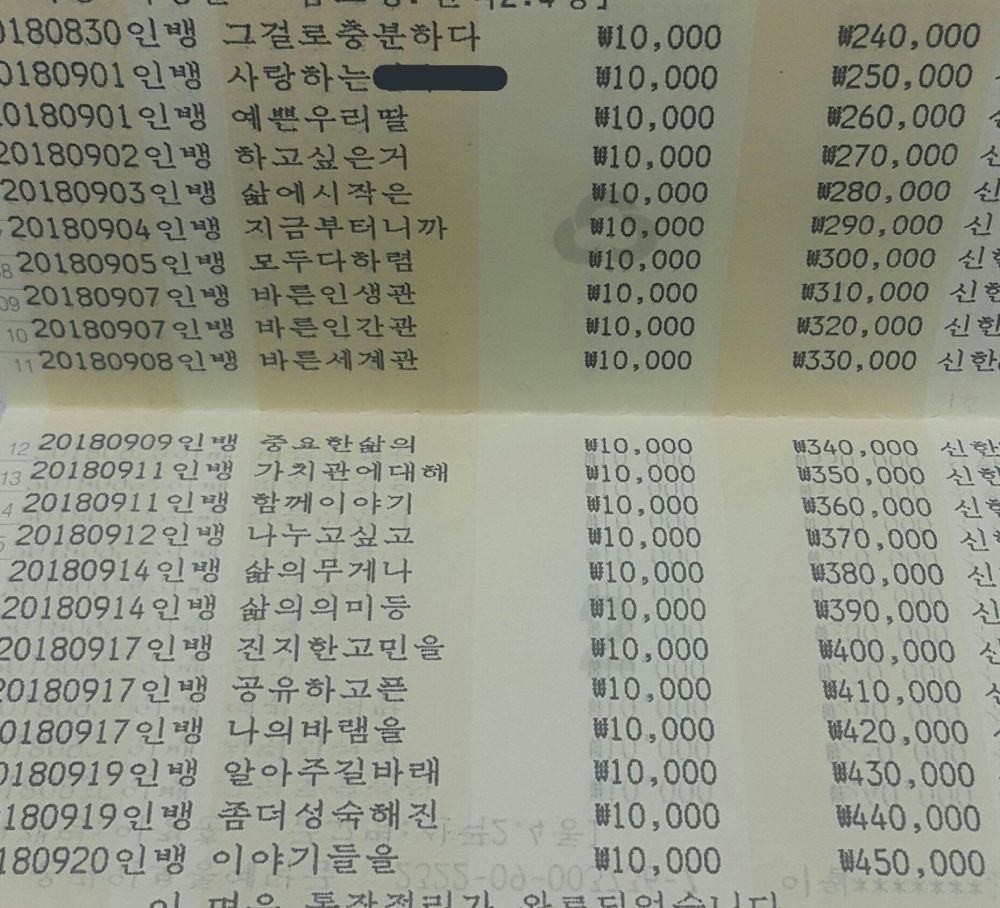 0180830인뱅 그걸로충분하다 ₩10,000 ₩240,000
0180901인뱅 사랑하는 ₩10,000 ₩250,000
0180901인뱅 예쁜우리딸 ₩10,000 ₩260,000 신
20180902인뱅 하고싶은거 ₩10,000 ₩270,000 신
20180903인뱅 삶에시작은 ₩10,000 ₩280,000 신
20180904인뱅 지금부터니까 ₩10,000 ₩290,000 신
08 20180905인뱅 모두다하렴 ₩10,000 ₩300,000 신한
09 20180907인뱅 바른인생관 ₩10,000 ₩310,000 신한
10 20180907인뱅 바른인간관 ₩10,000 ₩320,000 신한
11 20180908인뱅 바른세계관 ₩10,000 ₩330,000 신한
12 20180909인뱅 중요한삶의 ₩10,000 ₩340,000 신한
13 20180911인뱅 가치관에대해 ₩10,000 ₩350,000 신한
4 20180911인뱅 함께이야기 ₩10,000 ₩360,000 신한
5 20180912인뱅 나누고싶고 ₩10,000 ₩370,000 신
20180914인뱅 삶의무게나 ₩10,000 ₩380,000 신
20180914인뱅 삶의의미등 ₩10,000 ₩390,000 신
20180917인뱅 진지한고민을 ₩10,000 ₩400,000 신
20180917인뱅 공유하고픈 ₩10,000 ₩410,000
0180917인뱅 나의바램을 ₩10,000 ₩420,000
0180919인뱅 알아주길바래 ₩10,000 ₩430,000
180919인뱅 좀더성숙해진 ₩10,000 ₩440,000
180920인뱅 이야기들을 ₩10,000 ₩450,000
이 면은 통장정리가 완료되었습니다